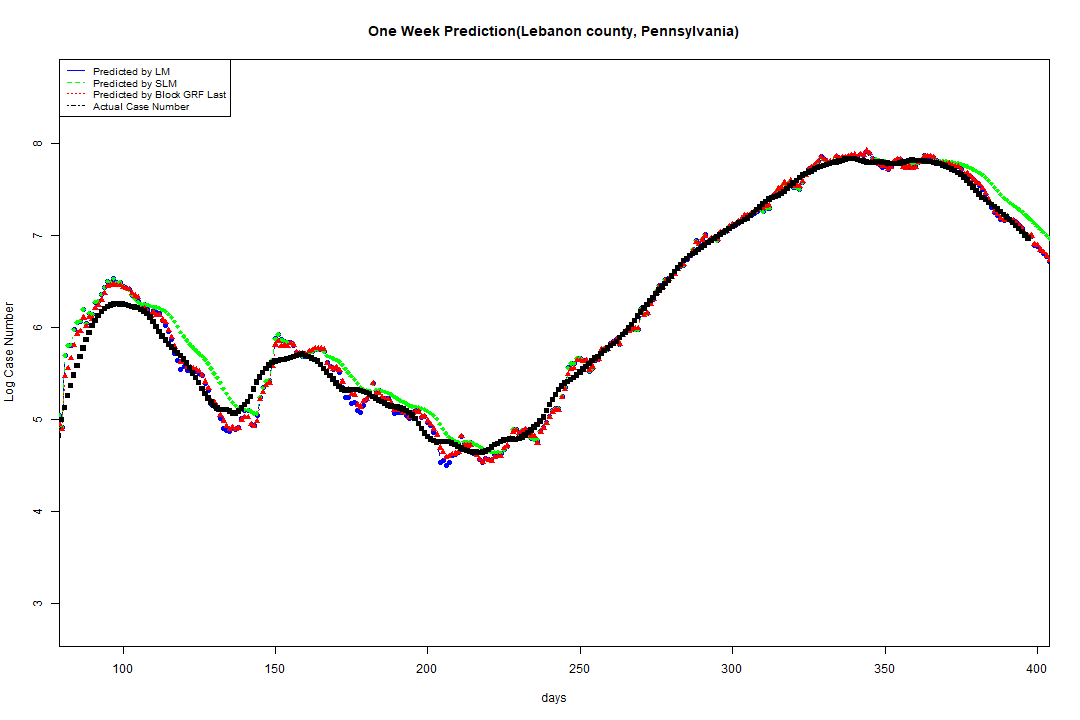 One Week Prediction(Lebanon county, Pennsylvania)
Predicted by LM
Predicted by SLM
Predicted by Block GRF Last
Actual Case Number
8
7
6
5
4
3
Log Case Number
100 150 200 250 300 350 400
days